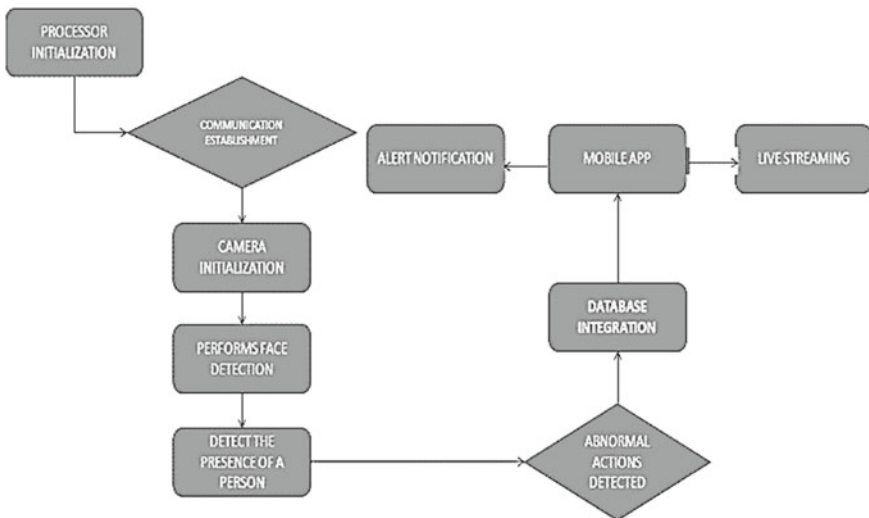 PROCESSOR
INITIALIZATION
COMMUNICATION
ESTABLISHMENT
CAMERA
INITIALIZATION
PERFORMS FACE
DETECTION
DETECT THE
PRESENCE OF A
PERSON
ABNORMAL
ACTIONS
DETECTED
DATABASE
INTEGRATION
MOBILE APP
ALERT NOTIFICATION
LIVE STREAMING